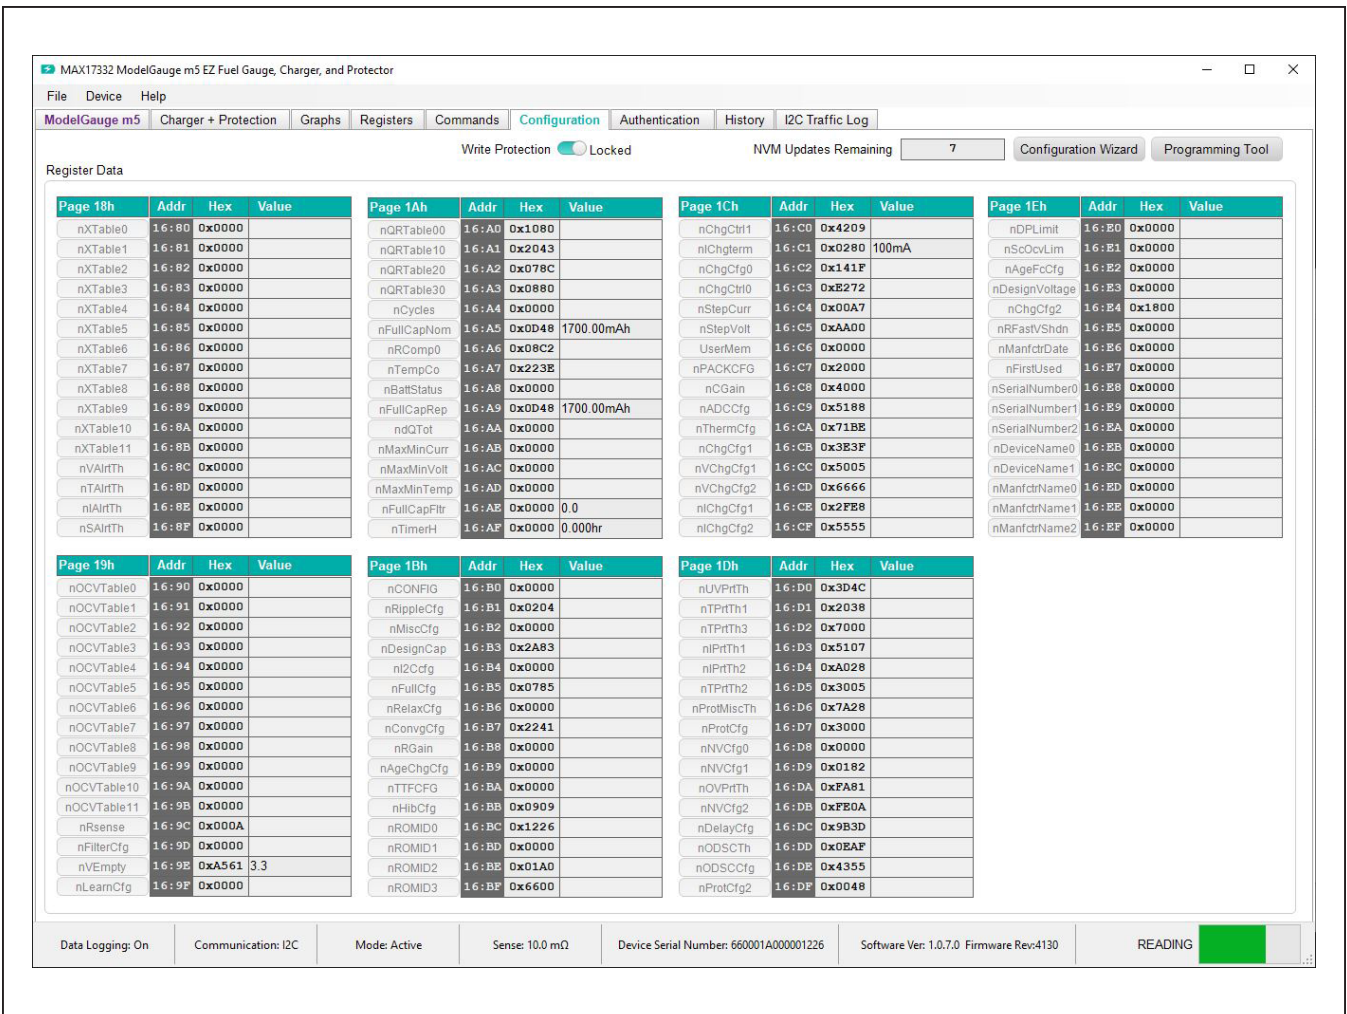 MAX17332 ModelGauge m5 EZ Fuel Gauge, Charger, and Protector
File Device Help
ModelGauge m5 Charger + Protection Graphs Registers Commands Configuration Authentication History I2C Traffic Log
Write Protection Locked NVM Updates Remaining 7 Configuration Wizard Programming Tool
Register Data
Page 18h Addr Hex Value
nXTable0 16:80 0x0000
nXTable1 16:81 0x0000
nXTable2 16:82 0x0000
nXTable3 16:83 0x0000
nXTable4 16:84 0x0000
nXTable5 16:85 0x0000
nXTable6 16:86 0x0000
nXTable7 16:87 0x0000
nXTable8 16:88 0x0000
nXTable9 16:89 0x0000
nXTable10 16:8A 0x0000
nXTable11 16:8B 0x0000
nVAlrtTh 16:8C 0x0000
nTAlrtTh 16:8D 0x0000
nIAlrtTh 16:8E 0x0000
nSAlrtTh 16:8F 0x0000
Page 1Ah Addr Hex Value
nQRTable00 16:A0 0x1080
nQRTable10 16:A1 0x2043
nQRTable20 16:A2 0x078C
nQRTable30 16:A3 0x0880
nCycles 16:A4 0x0000
nFullCapNom 16:A5 0x0D48 1700.00mAh
nRComp0 16:A6 0x08C2
nTempCo 16:A7 0x223E
nBattStatus 16:A8 0x0000
nFullCapRep 16:A9 0x0D48 1700.00mAh
ndQTot 16:AA 0x0000
nMaxMinCurr 16:AB 0x0000
nMaxMinVolt 16:AC 0x0000
nMaxMinTemp 16:AD 0x0000
nFullCapFltr 16:AE 0x0000 0.0
nTimerH 16:AF 0x0000 0.000hr
Page 1Ch Addr Hex Value
nChgCtrl1 16:C0 0x4209
nIChgterm 16:C1 0x0280 100mA
nChgCfg0 16:C2 0x141F
nChgCtrl0 16:C3 0xE272
nStepCurr 16:C4 0x00A7
nStepVolt 16:C5 0xAA00
UserMem 16:C6 0x0000
nPACKCFG 16:C7 0x2000
nCGain 16:C8 0x4000
nADCCfg 16:C9 0x5188
nThermCfg 16:CA 0x71BE
nChgCfg1 16:CB 0x3E3F
nVChgCfg1 16:CC 0x5005
nVChgCfg2 16:CD 0x6666
nIChgCfg1 16:CE 0x2FE8
nIChgCfg2 16:CF 0x5555
Page 1Eh Addr Hex Value
nDPLimit 16:E0 0x0000
nScOcvLim 16:E1 0x0000
nAgeFcCfg 16:E2 0x0000
nDesignVoltage 16:E3 0x0000
nChgCfg2 16:E4 0x1800
nRFastVShdn 16:E5 0x0000
nManfctrDate 16:E6 0x0000
nFirstUsed 16:E7 0x0000
nSerialNumber0 16:E8 0x0000
nSerialNumber1 16:E9 0x0000
nSerialNumber2 16:EA 0x0000
nDeviceName0 16:EB 0x0000
nDeviceName1 16:EC 0x0000
nManfctrName0 16:ED 0x0000
nManfctrName1 16:EE 0x0000
nManfctrName2 16:EF 0x0000
Page 19h Addr Hex Value
nOCVTable0 16:90 0x0000
nOCVTable1 16:91 0x0000
nOCVTable2 16:92 0x0000
nOCVTable3 16:93 0x0000
nOCVTable4 16:94 0x0000
nOCVTable5 16:95 0x0000
nOCVTable6 16:96 0x0000
nOCVTable7 16:97 0x0000
nOCVTable8 16:98 0x0000
nOCVTable9 16:99 0x0000
nOCVTable10 16:9A 0x0000
nOCVTable11 16:9B 0x0000
nRsense 16:9C 0x000A
nFilterCfg 16:9D 0x0000
nVEmpty 16:9E 0xA561 3.3
nLearnCfg 16:9F 0x0000
Page 1Bh Addr Hex Value
nCONFIG 16:B0 0x0000
nRippleCfg 16:B1 0x0204
nMiscCfg 16:B2 0x0000
nDesignCap 16:B3 0x2A83
nI2Ccfg 16:B4 0x0000
nFullCfg 16:B5 0x0785
nRelaxCfg 16:B6 0x0000
nConvgCfg 16:B7 0x2241
nRGain 16:B8 0x0000
nAgeChgCfg 16:B9 0x0000
nTTFCFG 16:BA 0x0000
nHibCfg 16:BB 0x0909
nROMID0 16:BC 0x1226
nROMID1 16:BD 0x0000
nROMID2 16:BE 0x01A0
nROMID3 16:BF 0x6600
Page 1Dh Addr Hex Value
nUVPrtTh 16:D0 0x3D4C
nTPrtTh1 16:D1 0x2038
nTPrtTh3 16:D2 0x7000
nIPrtTh1 16:D3 0x5107
nIPrtTh2 16:D4 0xA028
nTPrtTh2 16:D5 0x3005
nProtMiscTh 16:D6 0x7A28
nProtCfg 16:D7 0x3000
nNVCfg0 16:D8 0x0000
nNVCfg1 16:D9 0x0182
nOVPrtTh 16:DA 0xFA81
nNVCfg2 16:DB 0xFE0A
nDelayCfg 16:DC 0x9B3D
nODSCTh 16:DD 0x0EAF
nODSCCfg 16:DE 0x4355
nProtCfg2 16:DF 0x0048
Data Logging: On Communication: I2C Mode: Active Sense: 10.0 mΩ Device Serial Number: 660001A000001226 Software Ver: 1.0.7.0 Firmware Rev:4130 READING